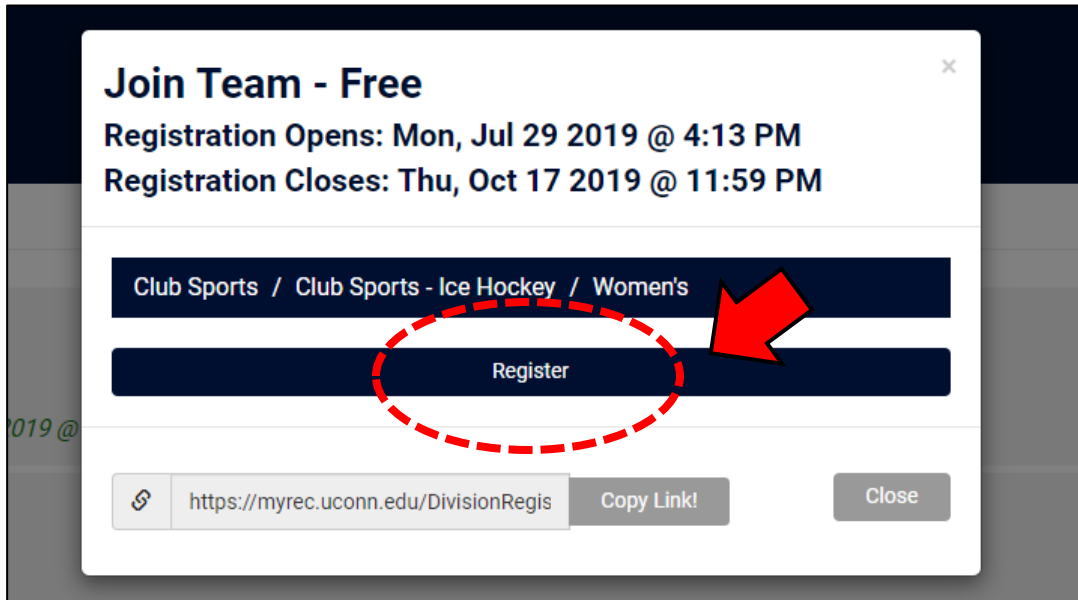 Join Team - Free
×
Registration Opens: Mon, Jul 29 2019 @ 4:13 PM
Registration Closes: Thu, Oct 17 2019 @ 11:59 PM
Club Sports / Club Sports - Ice Hockey / Women's
Register
2019 @
https://myrec.uconn.edu/DivisionRegis Copy Link! Close